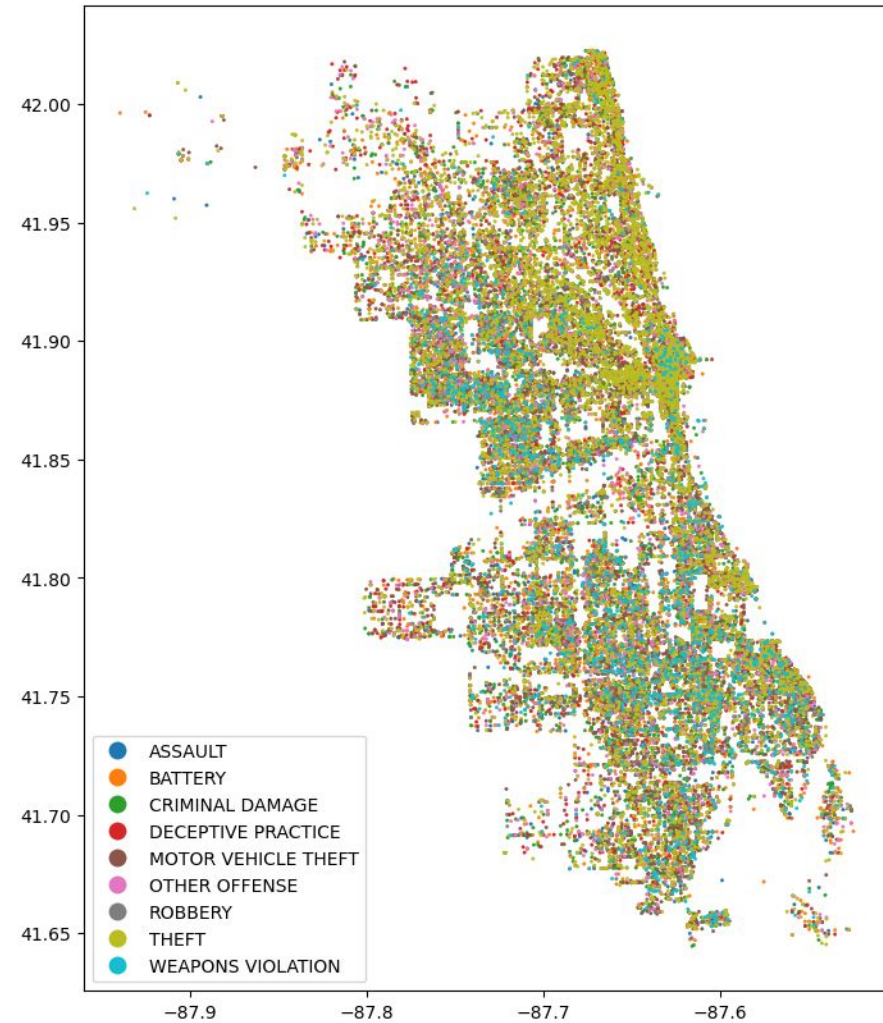 42.00
41.95
41.90
41.85
41.80
41.75
41.70
41.65
ASSAULT
BATTERY
CRIMINAL DAMAGE
DECEPTIVE PRACTICE
MOTOR VEHICLE THEFT
OTHER OFFENSE
ROBBERY
THEFT
WEAPONS VIOLATION
−87.9 −87.8 −87.7 −87.6